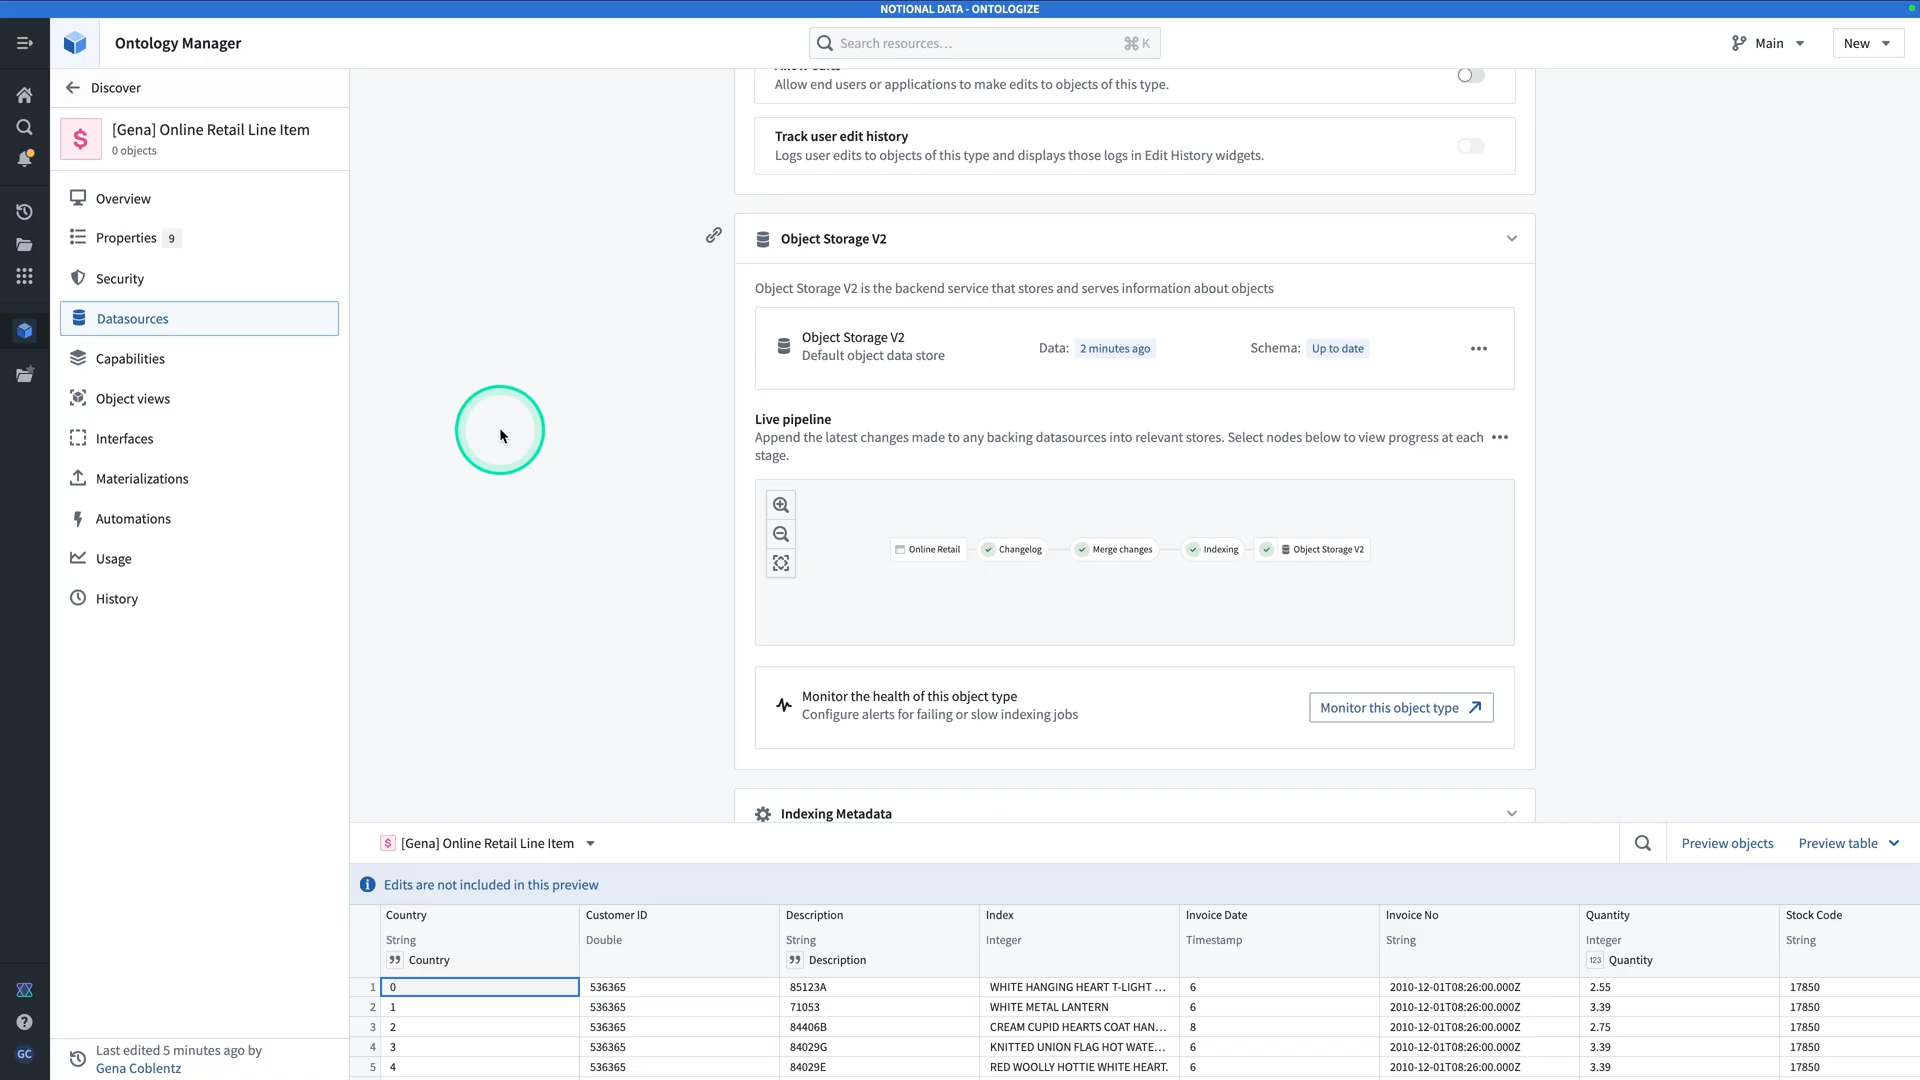 NOTIONAL DATA - ONTOLOGIZE
Ontology Manager
Search resources…
⌘ K
Main
New
Discover
[Gena] Online Retail Line Item
0 objects
Overview
Properties 9
Security
Datasources
Capabilities
Object views
Interfaces
Materializations
Automations
Usage
History
Last edited 5 minutes ago by
Gena Coblentz
GC
Allow end users or applications to make edits to objects of this type.
Track user edit history
Logs user edits to objects of this type and displays those logs in Edit History widgets.
Object Storage V2
Object Storage V2 is the backend service that stores and serves information about objects
Object Storage V2
Default object data store
Data: 2 minutes ago
Schema: Up to date
Live pipeline
Append the latest changes made to any backing datasources into relevant stores. Select nodes below to view progress at each
stage.
Online Retail
Changelog
Merge changes
Indexing
Object Storage V2
Monitor the health of this object type
Configure alerts for failing or slow indexing jobs
Monitor this object type
Indexing Metadata
$ [Gena] Online Retail Line Item
Preview objects
Preview table
Edits are not included in this preview
Country Customer ID Description Index Invoice Date Invoice No Quantity Stock Code
String Double String Integer Timestamp String Integer String
Country Description 123 Quantity
1 0 536365 85123A WHITE HANGING HEART T-LIGHT … 6 2010-12-01T08:26:00.000Z 2.55 17850
2 1 536365 71053 WHITE METAL LANTERN 6 2010-12-01T08:26:00.000Z 3.39 17850
3 2 536365 84406B CREAM CUPID HEARTS COAT HAN… 8 2010-12-01T08:26:00.000Z 2.75 17850
4 3 536365 84029G KNITTED UNION FLAG HOT WATE… 6 2010-12-01T08:26:00.000Z 3.39 17850
5 4 536365 84029E RED WOOLLY HOTTIE WHITE HEART. 6 2010-12-01T08:26:00.000Z 3.39 17850